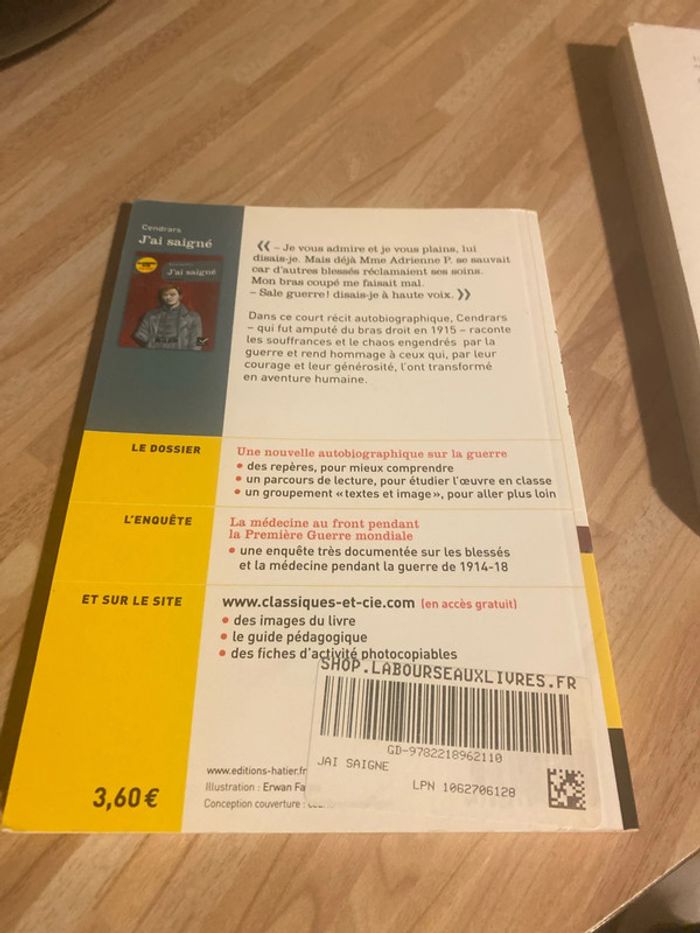 Cendrars
J'ai saigné
J'ai saigné
« – Je vous admire et je vous plains, lui
disais-je. Mais déjà Mme Adrienne P. se sauvait
car d'autres blessés réclamaient ses soins.
Mon bras coupé me faisait mal.
– Sale guerre ! disais-je à haute voix. »
Dans ce court récit autobiographique, Cendrars
– qui fut amputé du bras droit en 1915 – raconte
les souffrances et le chaos engendrés par la
guerre et rend hommage à ceux qui, par leur
courage et leur générosité, l'ont transformé
en aventure humaine.
LE DOSSIER
Une nouvelle autobiographique sur la guerre
• des repères, pour mieux comprendre
• un parcours de lecture, pour étudier l'œuvre en classe
• un groupement « textes et image », pour aller plus loin
L'ENQUÊTE
La médecine au front pendant
la Première Guerre mondiale
• une enquête très documentée sur les blessés
et la médecine pendant la guerre de 1914-18
ET SUR LE SITE
www.classiques-et-cie.com (en accès gratuit)
• des images du livre
• le guide pédagogique
• des fiches d'activité photocopiables
SHOP.LABOURSEAUXLIVRES.FR
GD-9782218962110
JAI SAIGNE
LPN 1062706128
www.editions-hatier.fr
Illustration : Erwan Fa
Conception couverture :
3,60 €